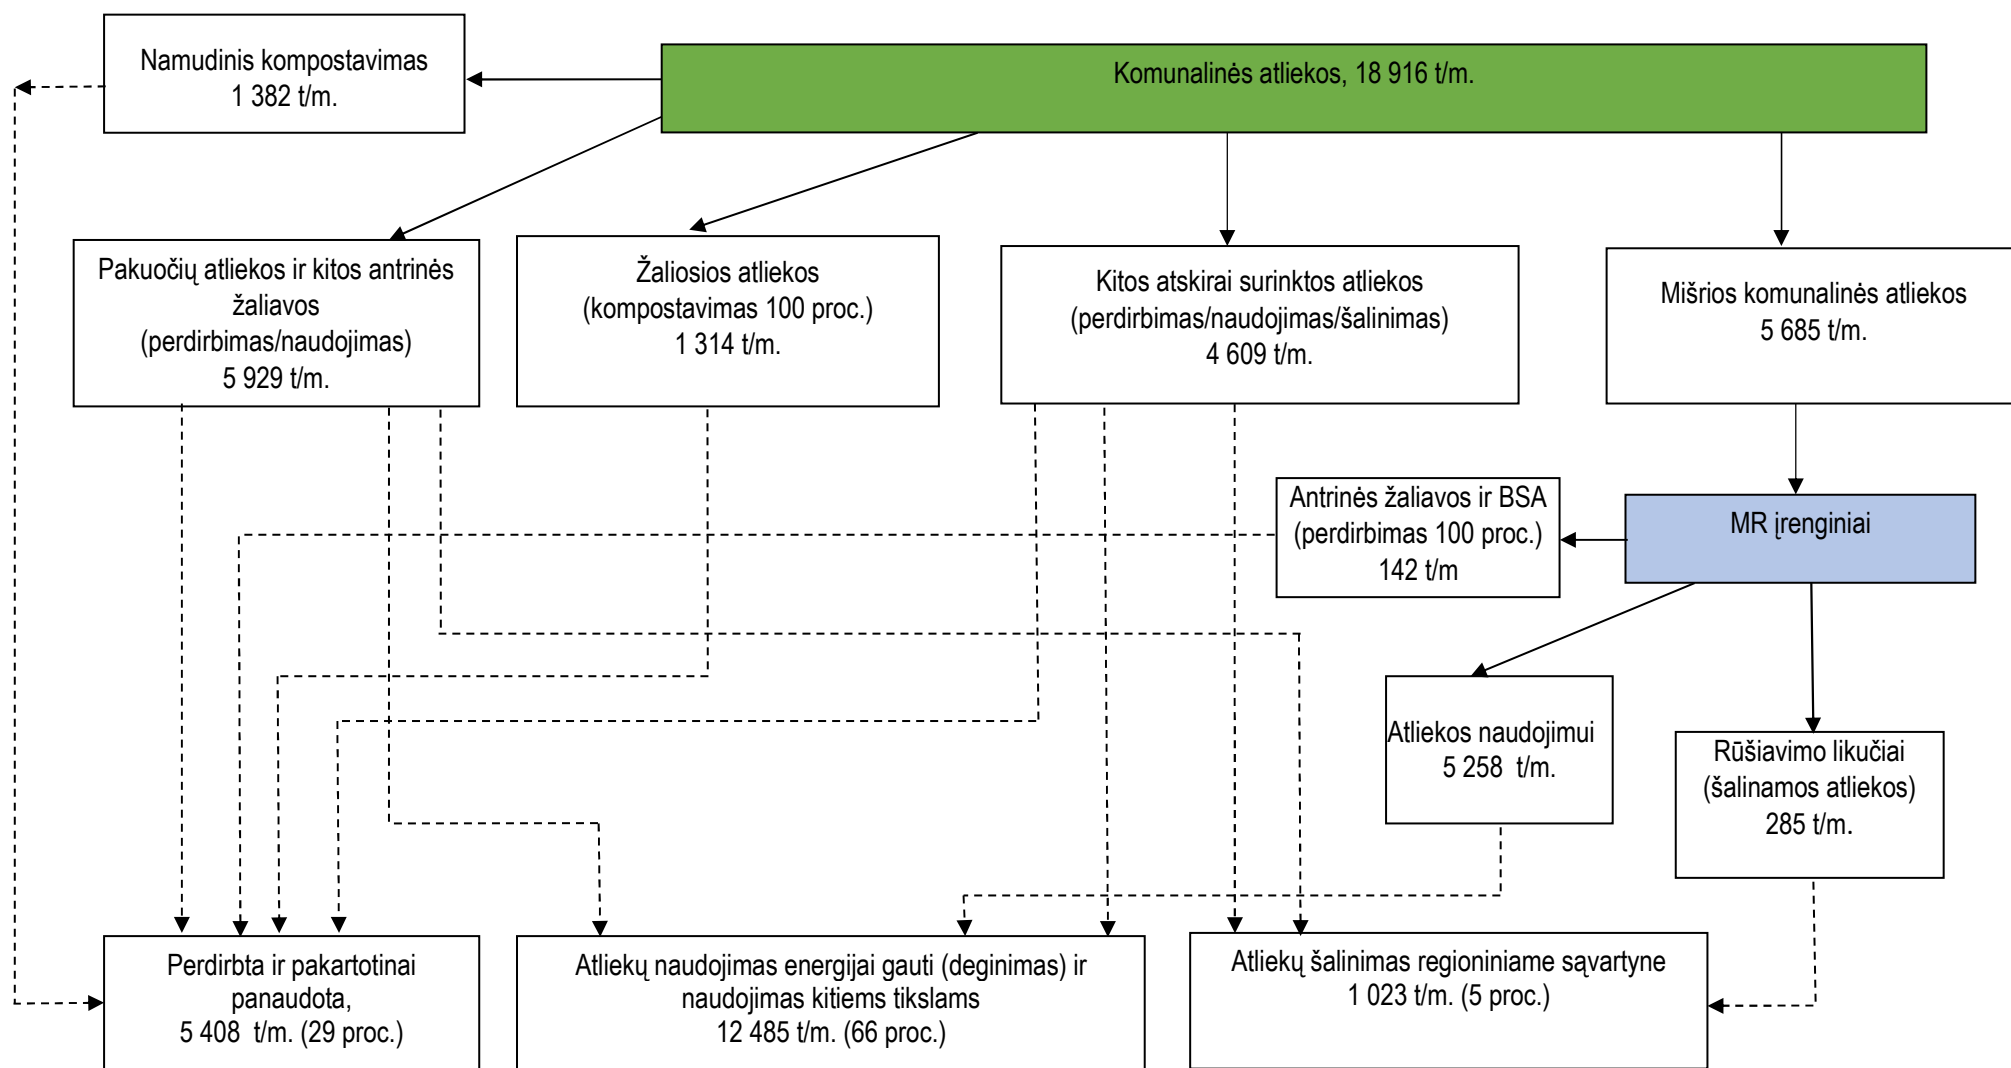 Namudinis kompostavimas
1 382 t/m.
Komunalinės atliekos, 18 916 t/m.
Pakuočių atliekos ir kitos antrinės
žaliavos
(perdirbimas/naudojimas)
5 929 t/m.
Žaliosios atliekos
(kompostavimas 100 proc.)
1 314 t/m.
Kitos atskirai surinktos atliekos
(perdirbimas/naudojimas/šalinimas)
4 609 t/m.
Mišrios komunalinės atliekos
5 685 t/m.
Antrinės žaliavos ir BSA
(perdirbimas 100 proc.)
142 t/m
MR įrenginiai
Atliekos naudojimui
5 258 t/m.
Rūšiavimo likučiai
(šalinamos atliekos)
285 t/m.
Perdirbta ir pakartotinai
panaudota,
5 408 t/m. (29 proc.)
Atliekų naudojimas energijai gauti (deginimas) ir
naudojimas kitiems tikslams
12 485 t/m. (66 proc.)
Atliekų šalinimas regioniniame sąvartyne
1 023 t/m. (5 proc.)